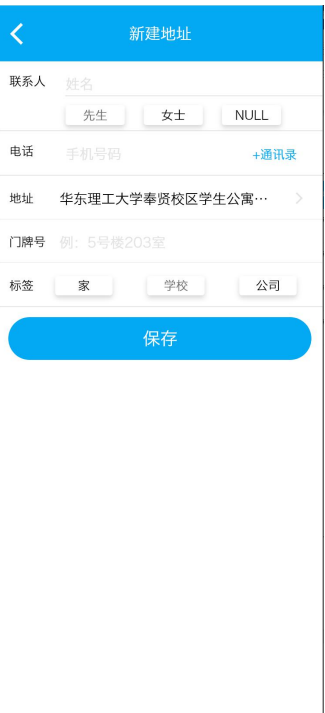 新建地址
联系人 姓名
先生 女士 NULL
电话 手机号码 +通讯录
地址 华东理工大学奉贤校区学生公寓…
门牌号 例：5号楼203室
标签 家 学校 公司
保存